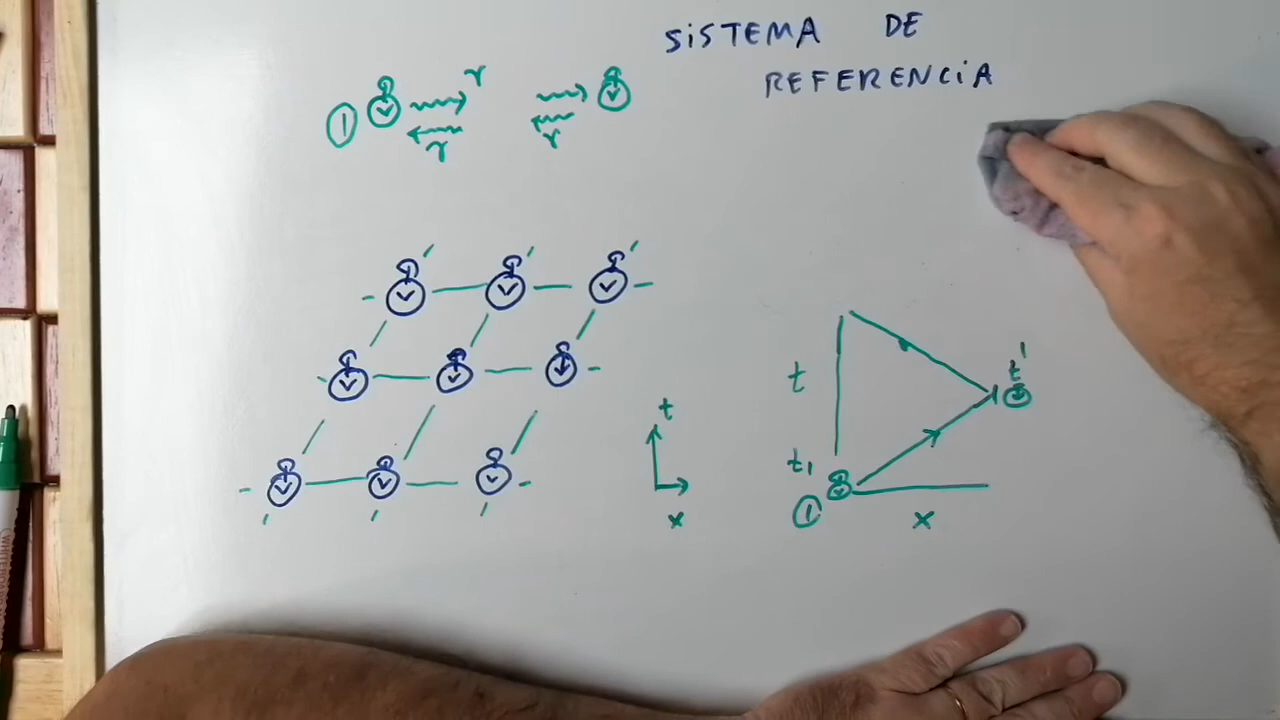 SiSTEMA DE
REFERENCiA
γ
1
γ
γ
t'
t
t
t1
1
x
x